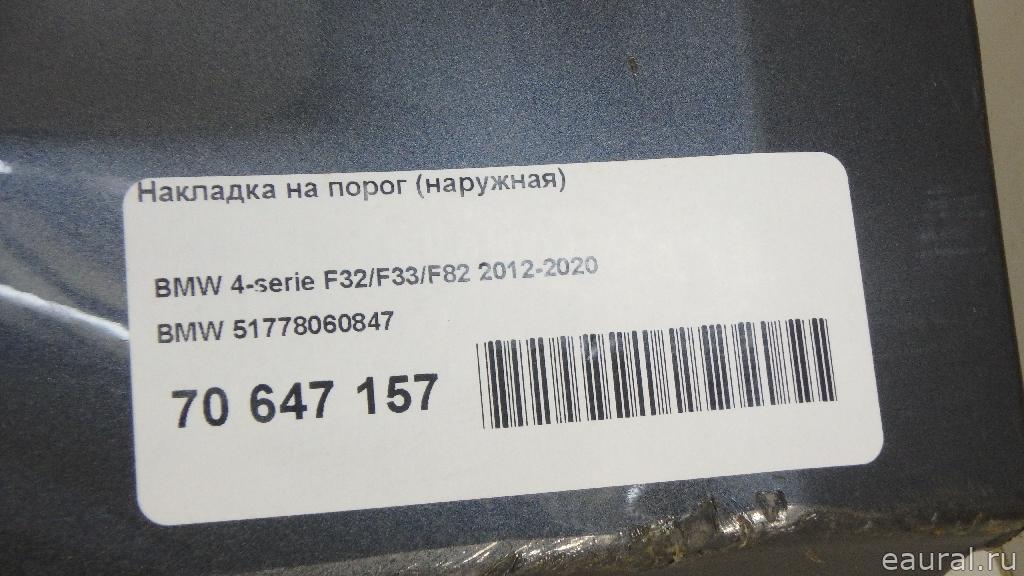 Накладка на порог (наружная)
BMW 4-serie F32/F33/F82 2012-2020
BMW 51778060847
70 647 157
eaural.ru